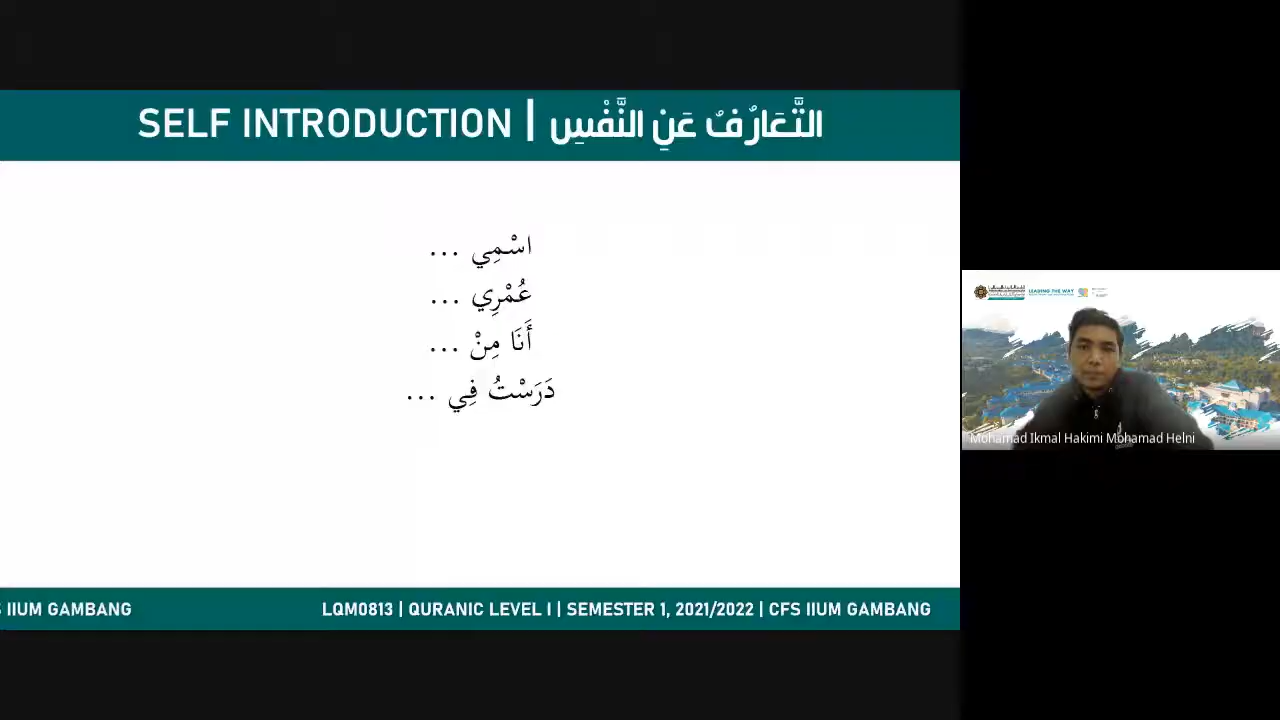 SELF INTRODUCTION | التَّعَارُفُ عَنِ النَّفْسِ
اسْمِي ...
عُمْرِي ...
أَنَا مِنْ ...
دَرَسْتُ فِي ...
LEADING THE WAY
Mohamad Ikmal Hakimi Mohamad Helni
IIUM GAMBANG
LQM0813 | QURANIC LEVEL I | SEMESTER 1, 2021/2022 | CFS IIUM GAMBANG